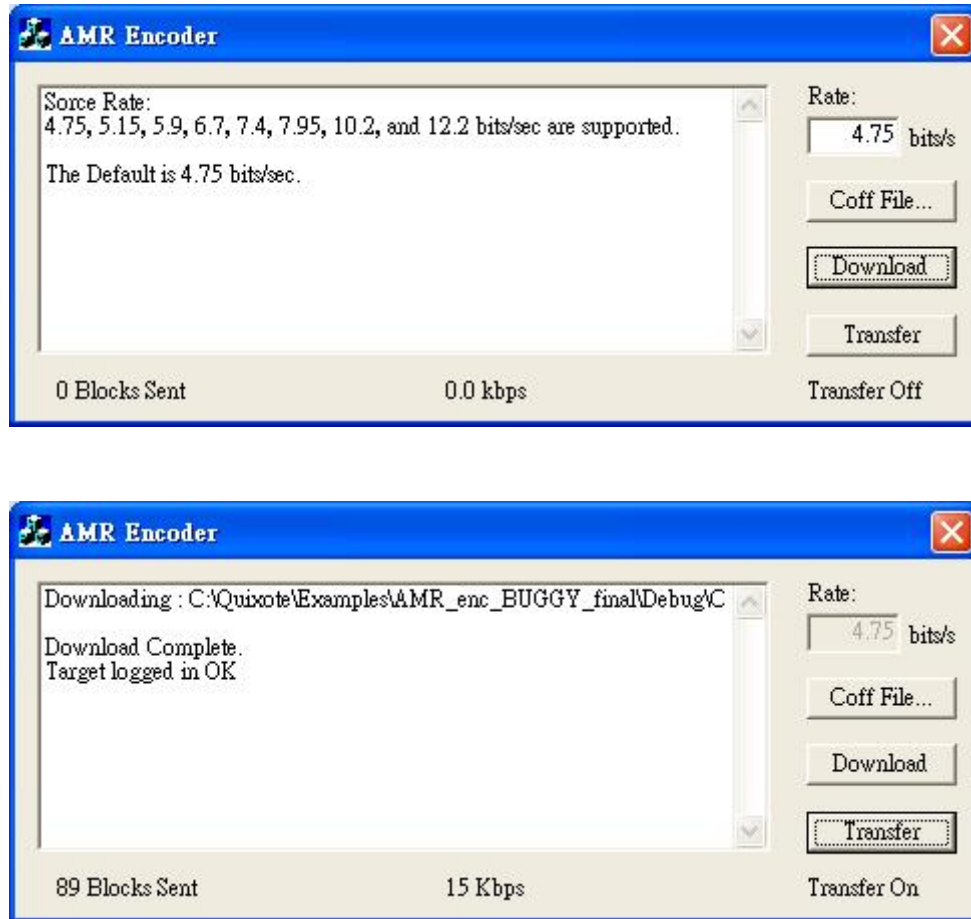 AMR Encoder
Sorce Rate:
4.75, 5.15, 5.9, 6.7, 7.4, 7.95, 10.2, and 12.2 bits/sec are supported.
The Default is 4.75 bits/sec.
Rate:
4.75 bits/s
Coff File...
Download
Transfer
0 Blocks Sent
0.0 kbps
Transfer Off
AMR Encoder
Downloading : C:\Quixote\Examples\AMR_enc_BUGGY_final\Debug\C
Download Complete.
Target logged in OK
Rate:
4.75 bits/s
Coff File...
Download
Transfer
89 Blocks Sent
15 Kbps
Transfer On